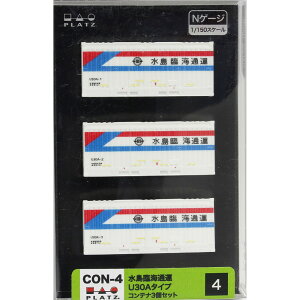 PLATZ
Nゲージ
1/150スケール
水島臨海通運
U30A-1
水島臨海通運
U30A-2
水島臨海通運
U30A-3
CON-4
PLATZ
水島臨海通運
U30Aタイプ
コンテナ3個セット
4